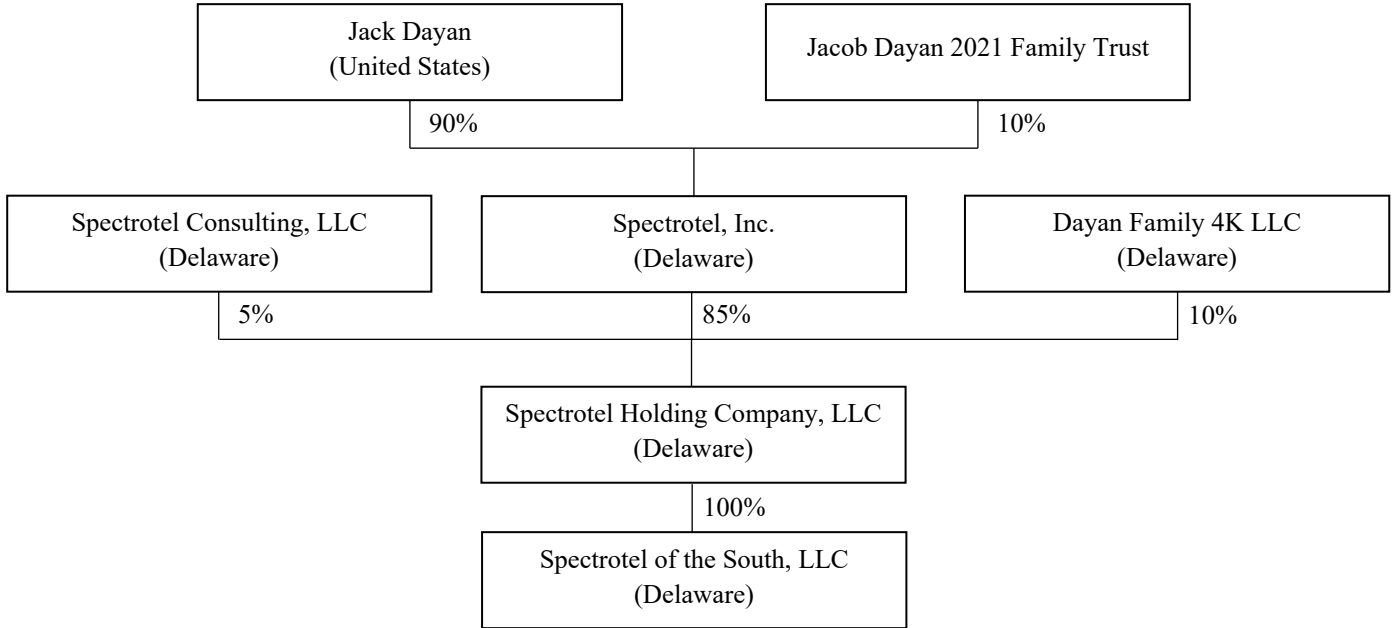 Jack Dayan
(United States)
Jacob Dayan 2021 Family Trust
90%
10%
Spectrotel Consulting, LLC
(Delaware)
Spectrotel, Inc.
(Delaware)
Dayan Family 4K LLC
(Delaware)
5%
85%
10%
Spectrotel Holding Company, LLC
(Delaware)
100%
Spectrotel of the South, LLC
(Delaware)